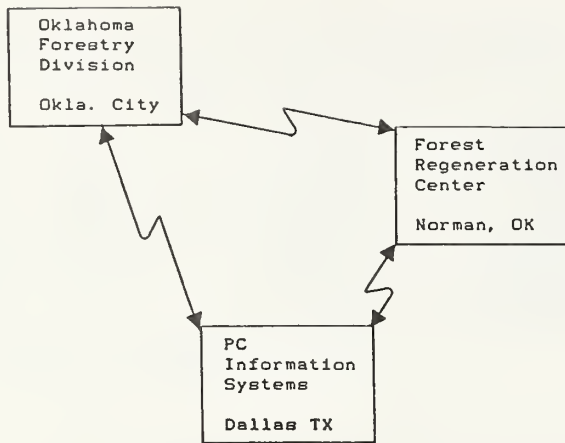 Oklahoma
Forestry
Division
Okla. City
Forest
Regeneration
Center
Norman, OK
PC
Information
Systems
Dallas TX